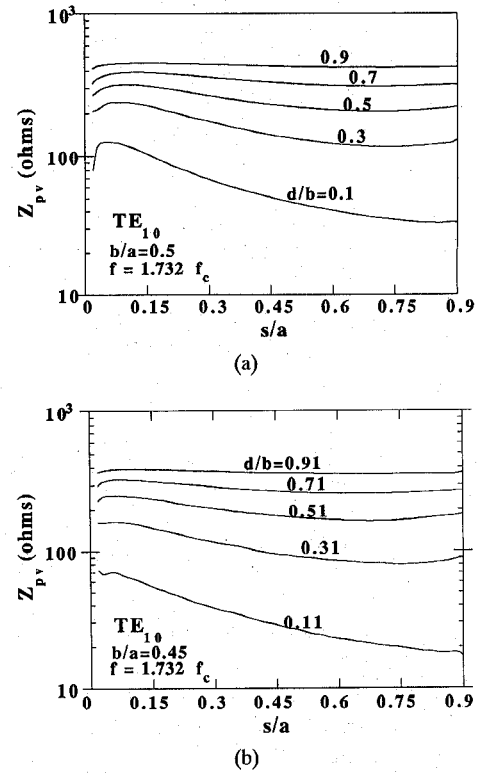 10³
0.9
0.7
0.5
0.3
100
d/b=0.1
Z_pv (ohms)
TE₁₀
b/a=0.5
f = 1.732 f_c
10
0 0.15 0.3 0.45 0.6 0.75 0.9
s/a
(a)
10³
d/b=0.91
0.71
0.51
0.31
100
0.11
Z_pv (ohms)
TE₁₀
b/a=0.45
f = 1.732 f_c
10
0 0.15 0.3 0.45 0.6 0.75 0.9
s/a
(b)